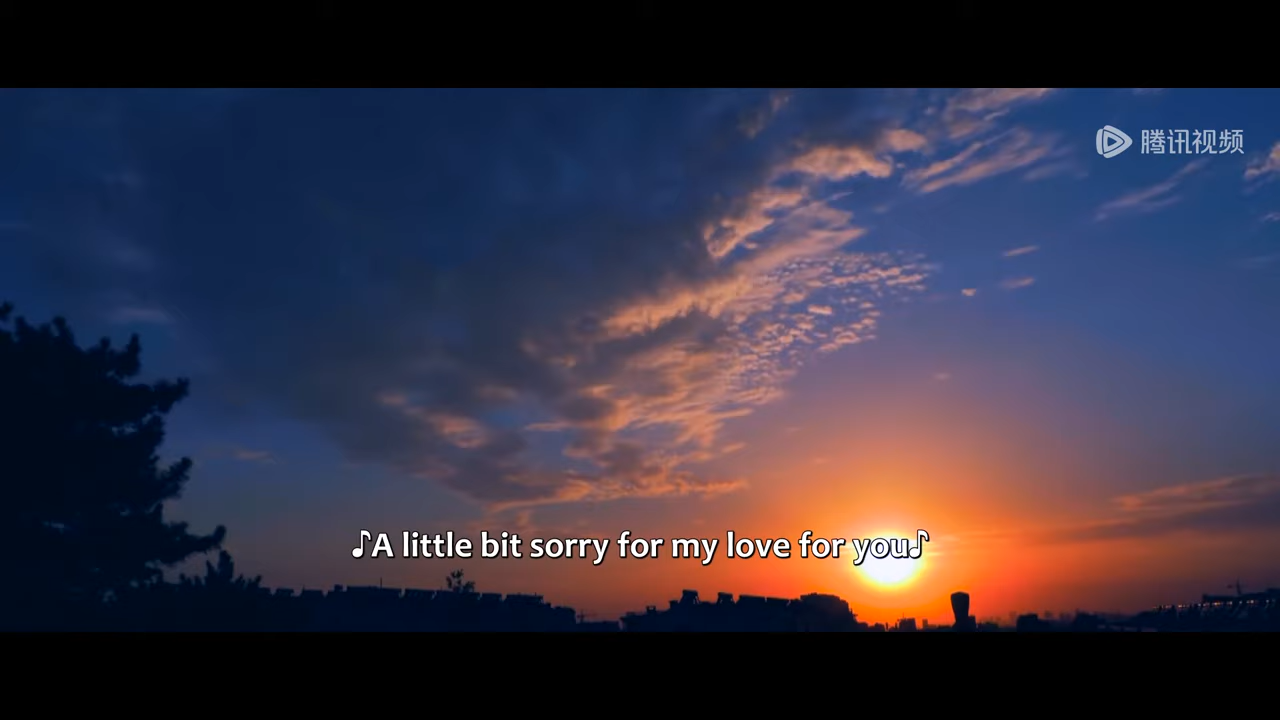 腾讯视频
♪A little bit sorry for my love for you♪